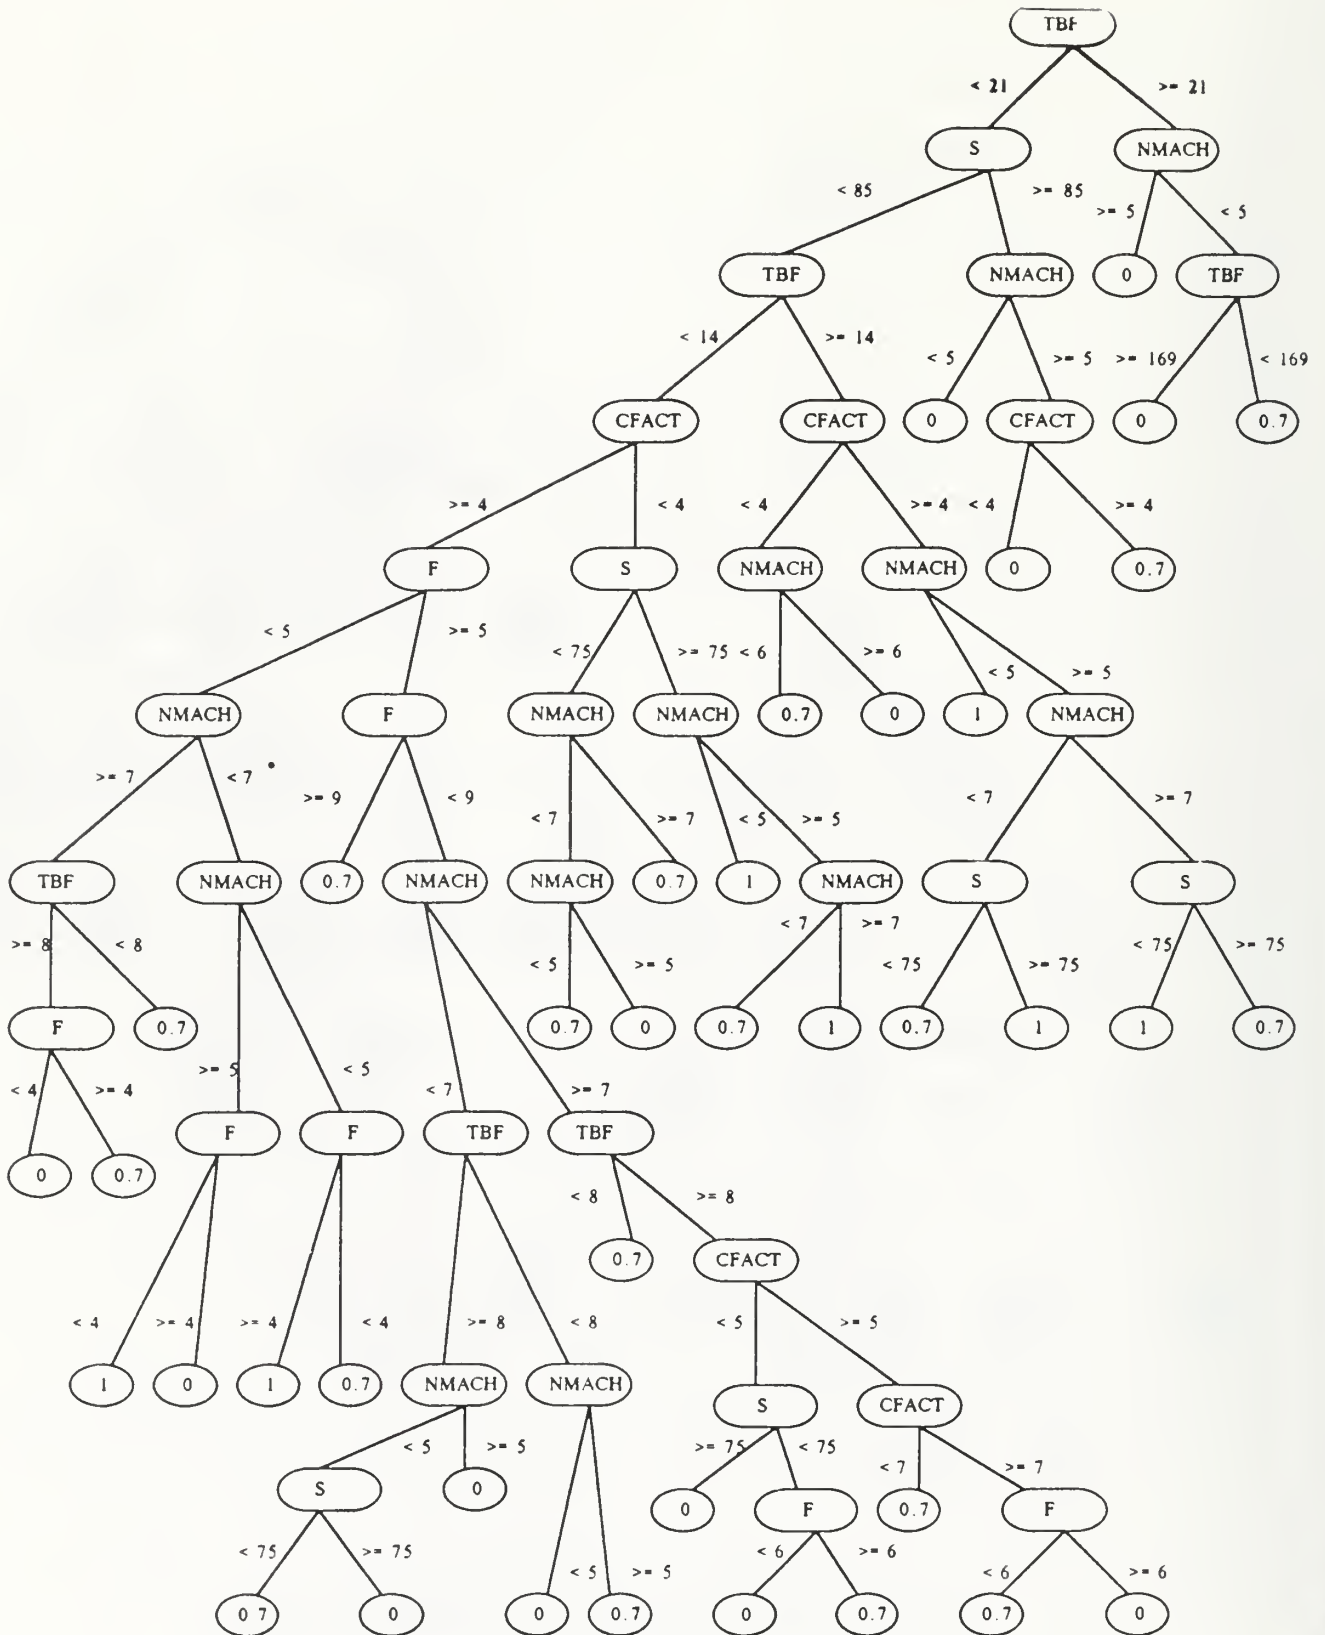 TBF
< 21 >= 21
S NMACH
< 85 >= 85 >= 5 < 5
TBF NMACH 0 TBF
< 14 >= 14 < 5 >= 5 >= 169 < 169
CFACT CFACT 0 CFACT 0 0.7
>= 4 < 4 < 4 >= 4 < 4 >= 4
F S NMACH NMACH 0 0.7
< 5 >= 5 < 75 >= 75 < 6 >= 6 < 5 >= 5
NMACH F NMACH NMACH 0.7 0 1 NMACH
>= 7 < 7 >= 9 < 9 < 7 >= 7 < 5 >= 5 < 7 >= 7
TBF NMACH 0.7 NMACH NMACH 0.7 1 NMACH S S
>= 8 < 8 < 5 >= 5 < 7 >= 7 < 75 >= 75 < 75 >= 75
F 0.7 0.7 0 0.7 1 0.7 1 1 0.7
< 4 >= 4 >= 5 < 5 < 7 >= 7
F F TBF TBF
0 0.7
< 8 >= 8
0.7 CFACT
< 4 >= 4 >= 4 < 4 >= 8 < 8 < 5 >= 5
1 0 1 0.7 NMACH NMACH S CFACT
< 5 >= 5 >= 75 < 75 < 7 >= 7
S 0 0 F 0.7 F
< 75 >= 75 < 5 >= 5 < 6 >= 6 < 6 >= 6
0 7 0 0 0.7 0 0.7 0.7 0